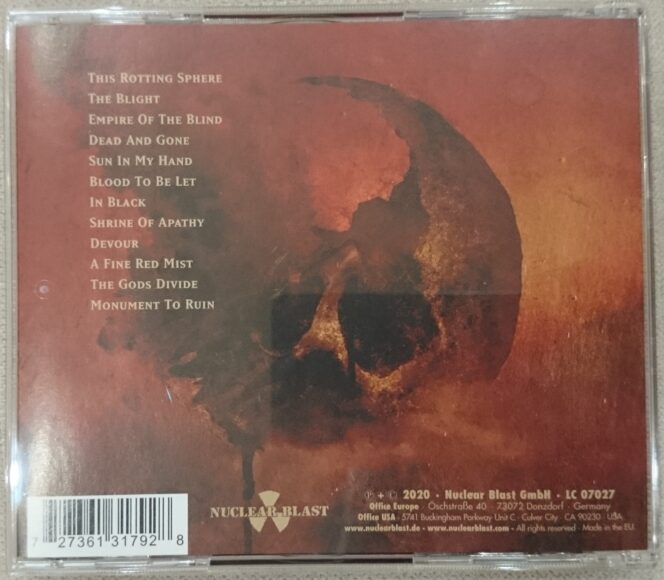 THIS ROTTING SPHERE
THE BLIGHT
EMPIRE OF THE BLIND
DEAD AND GONE
SUN IN MY HAND
BLOOD TO BE LET
IN BLACK
SHRINE OF APATHY
DEVOUR
A FINE RED MIST
THE GODS DIVIDE
MONUMENT TO RUIN
7 27361 31792 8
NUCLEAR BLAST
℗ + © 2020 · Nuclear Blast GmbH · LC 07027
Office Europe · Oschstraße 40 · 73072 Donzdorf · Germany
Office USA · 5741 Buckingham Parkway Unit C · Culver City · CA 90230 · USA
www.nuclearblast.de · www.nuclearblast.com · All rights reserved · Made in the EU.